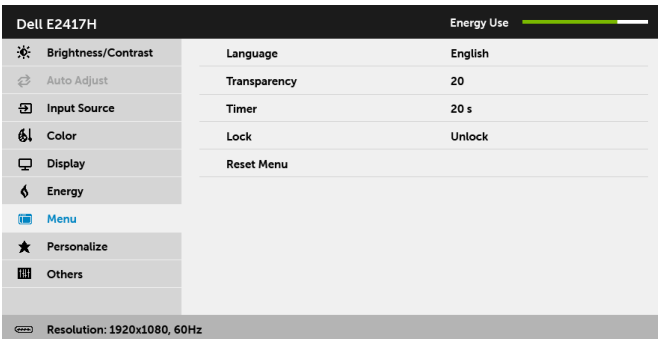 Dell E2417H Energy Use
Brightness/Contrast Language English
Auto Adjust Transparency 20
Input Source Timer 20 s
Color Lock Unlock
Display Reset Menu
Energy
Menu
Personalize
Others
Resolution: 1920x1080, 60Hz